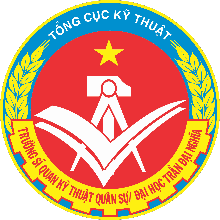 TỔNG CỤC KỸ THUẬT
TRƯỜNG SĨ QUAN KỸ THUẬT QUÂN SỰ/ ĐẠI HỌC TRẦN ĐẠI NGHĨA